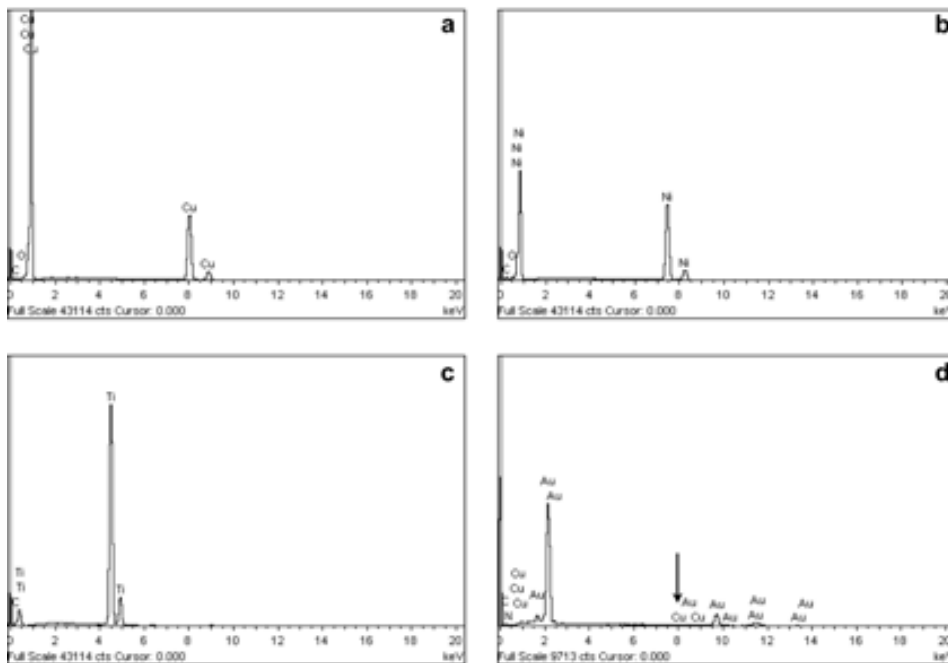 a
Cu
Cu
Cu
Cu
Cu
O
C
0 2 4 6 8 10 12 14 16 18 20
Full Scale 43114 cts Cursor: 0.000 keV
b
Ni
Ni
Ni
Ni
Ni
O
C
0 2 4 6 8 10 12 14 16 18 20
Full Scale 43114 cts Cursor: 0.000 keV
c
Ti
Ti
Ti
Ti
C
0 2 4 6 8 10 12 14 16 18 20
Full Scale 43114 cts Cursor: 0.000 keV
d
Au
Au
Cu
Cu
Cu Au
C
N
Au Au Au Au
Cu Cu Au Au Au
0 2 4 6 8 10 12 14 16 18 20
Full Scale 9713 cts Cursor: 0.000 keV